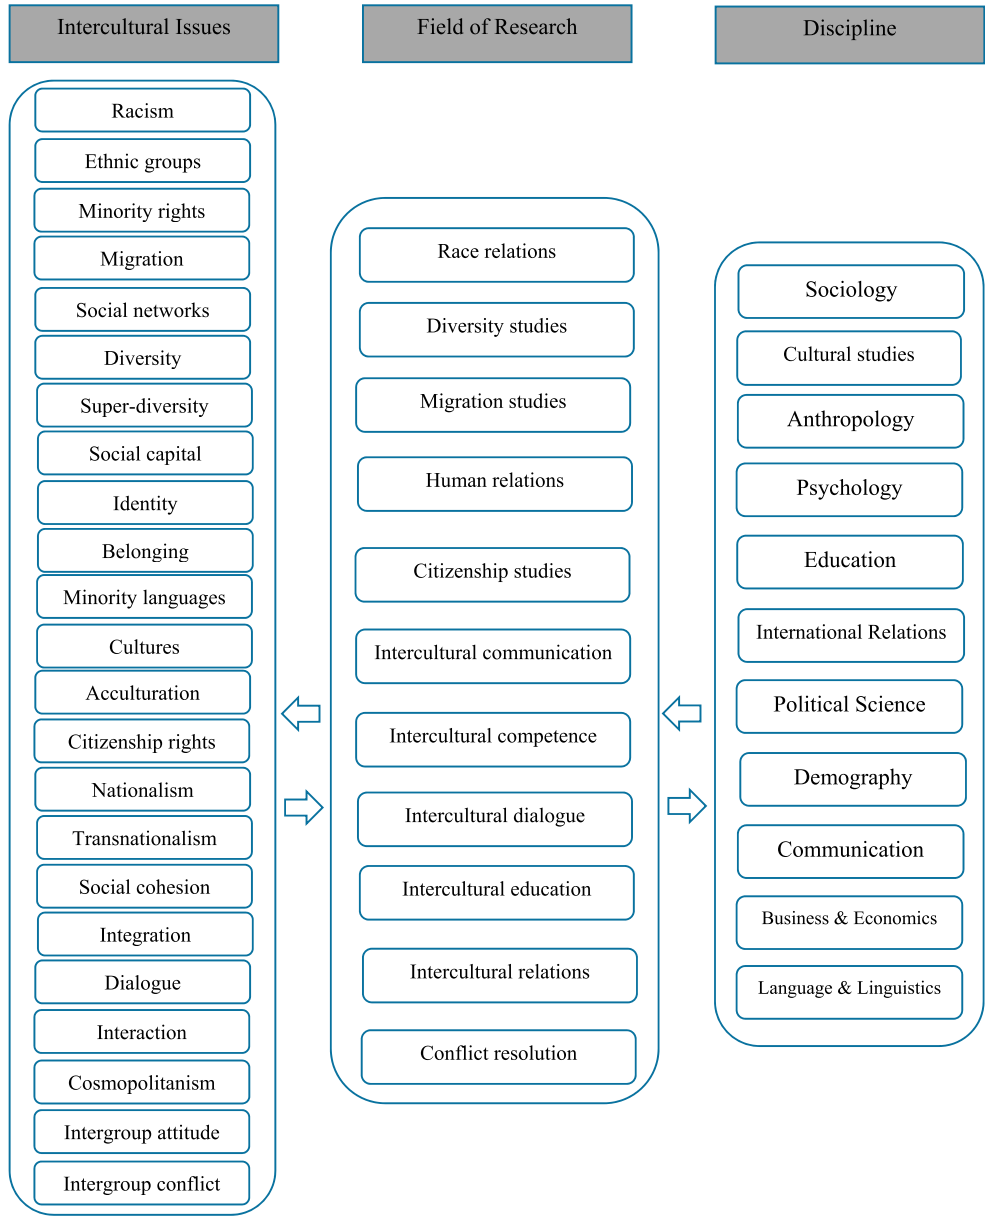 Intercultural Issues
Racism
Ethnic groups
Minority rights
Migration
Social networks
Diversity
Super-diversity
Social capital
Identity
Belonging
Minority languages
Cultures
Acculturation
Citizenship rights
Nationalism
Transnationalism
Social cohesion
Integration
Dialogue
Interaction
Cosmopolitanism
Intergroup attitude
Intergroup conflict
Field of Research
Race relations
Diversity studies
Migration studies
Human relations
Citizenship studies
Intercultural communication
Intercultural competence
Intercultural dialogue
Intercultural education
Intercultural relations
Conflict resolution
Discipline
Sociology
Cultural studies
Anthropology
Psychology
Education
International Relations
Political Science
Demography
Communication
Business & Economics
Language & Linguistics